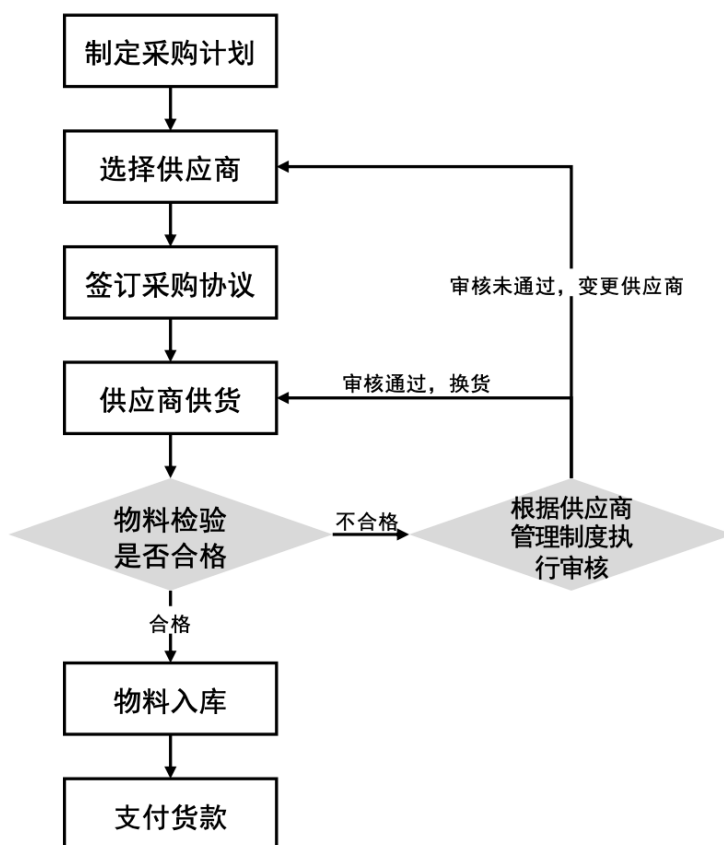 制定采购计划
选择供应商
签订采购协议
审核未通过，变更供应商
供应商供货
审核通过，换货
物料检验
是否合格
不合格
根据供应商
管理制度执
行审核
合格
物料入库
支付货款